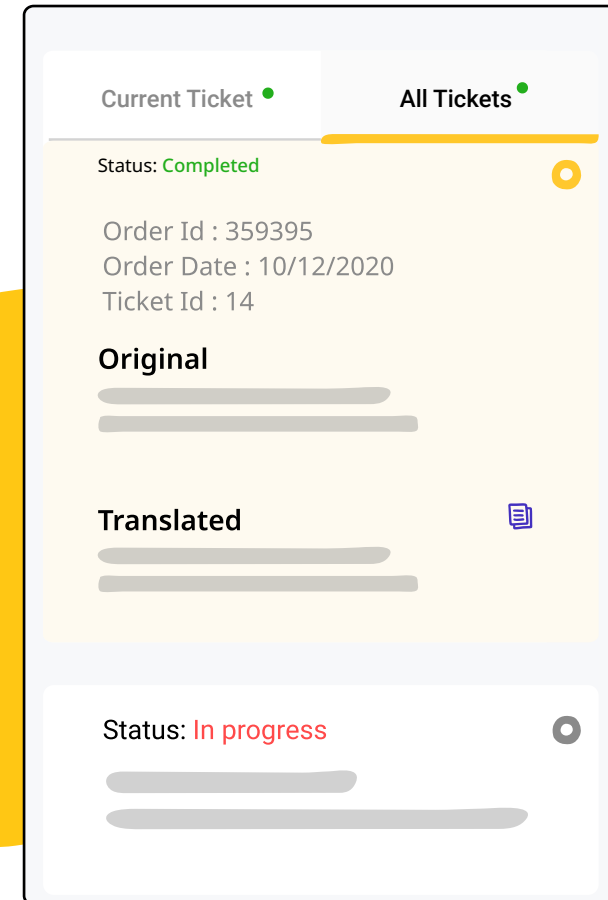 Current Ticket
All Tickets
Status: Completed
Order Id : 359395
Order Date : 10/12/2020
Ticket Id : 14
Original
Translated
Status: In progress